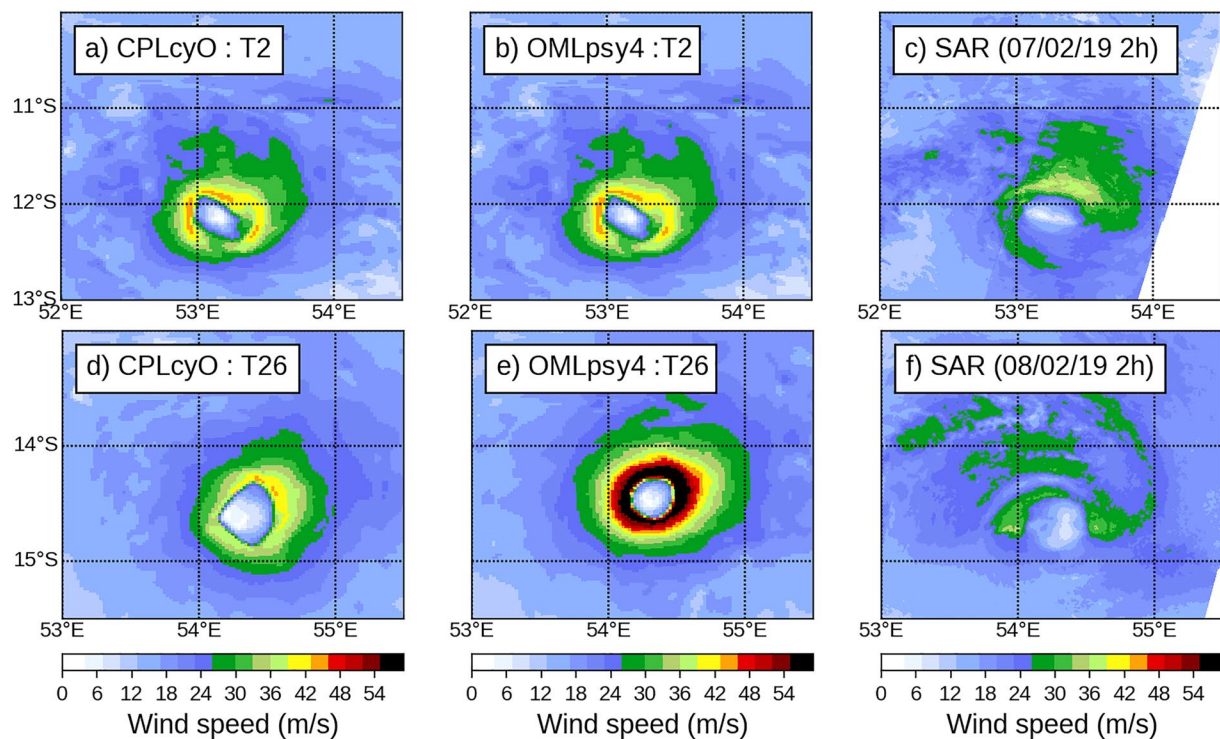 a) CPLcyO : T2
b) OMLpsy4 :T2
c) SAR (07/02/19 2h)
11°S
12°S
13°S
52°E 53°E 54°E
52°E 53°E 54°E
53°E 54°E
d) CPLcyO : T26
e) OMLpsy4 :T26
f) SAR (08/02/19 2h)
14°S
15°S
53°E 54°E 55°E
53°E 54°E 55°E
53°E 54°E 55°E
0 6 12 18 24 30 36 42 48 54
0 6 12 18 24 30 36 42 48 54
0 6 12 18 24 30 36 42 48 54
Wind speed (m/s)
Wind speed (m/s)
Wind speed (m/s)